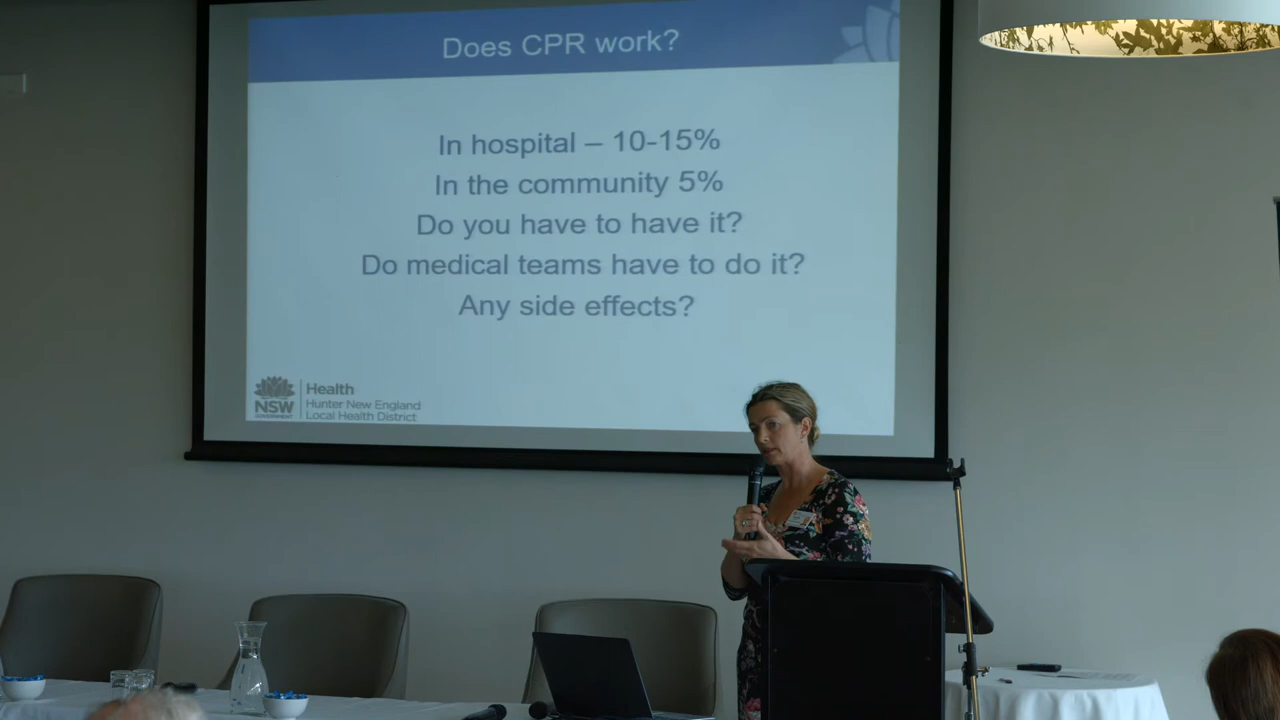 Does CPR work?
In hospital – 10-15%
In the community 5%
Do you have to have it?
Do medical teams have to do it?
Any side effects?
NSW
GOVERNMENT
Health
Hunter New England
Local Health District